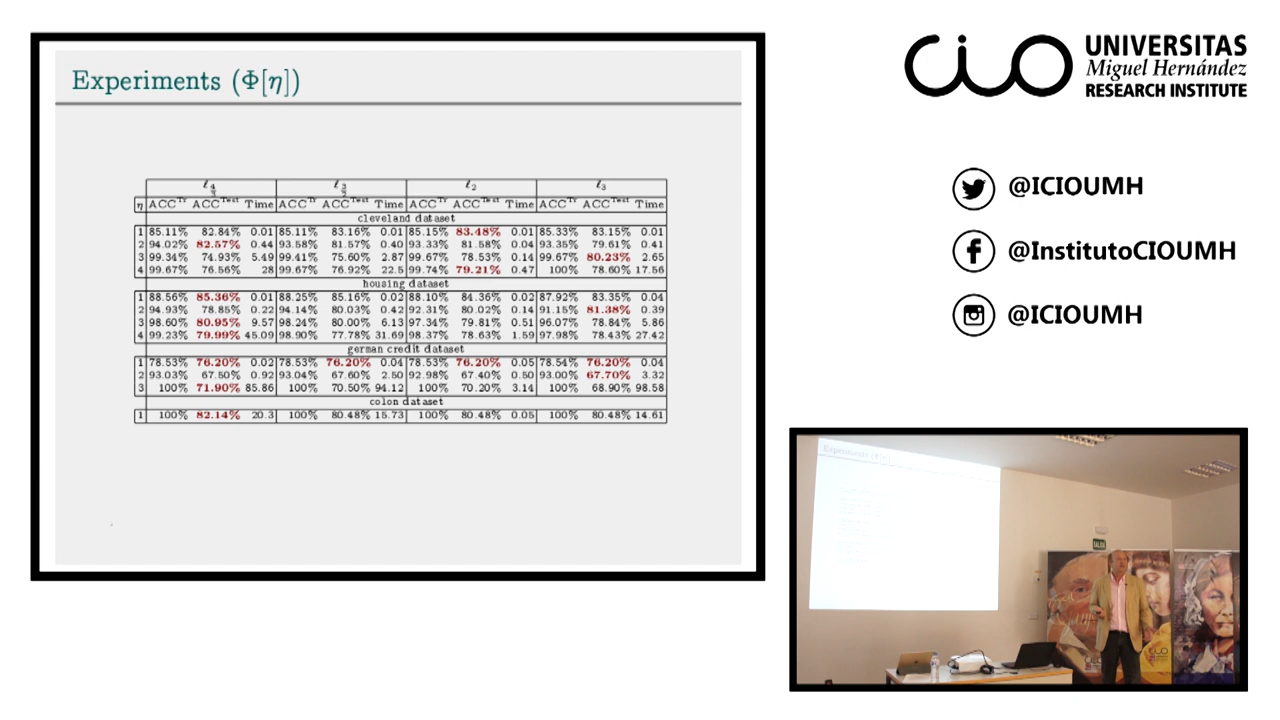 Experiments (Φ[η])
ℓ 4/3 ℓ 3/2 ℓ2 ℓ3
η ACC^Tr ACC^Test Time ACC^Tr ACC^Test Time ACC^Tr ACC^Test Time ACC^Tr ACC^Test Time
cleveland dataset
1 85.11% 82.84% 0.01 85.11% 83.16% 0.01 85.15% 83.48% 0.01 85.33% 83.15% 0.01
2 94.02% 82.57% 0.44 93.58% 81.57% 0.40 93.33% 81.58% 0.04 93.35% 79.61% 0.41
3 99.34% 74.93% 5.49 99.41% 75.60% 2.87 99.67% 78.53% 0.14 99.67% 80.23% 2.65
4 99.67% 76.56% 28 99.67% 76.92% 22.5 99.74% 79.21% 0.47 100% 78.60% 17.56
housing dataset
1 88.56% 85.36% 0.01 88.25% 85.16% 0.02 88.10% 84.36% 0.02 87.92% 83.35% 0.04
2 94.93% 78.85% 0.22 94.14% 80.03% 0.42 92.31% 80.02% 0.14 91.15% 81.38% 0.39
3 98.60% 80.95% 9.57 98.24% 80.00% 6.13 97.34% 79.81% 0.51 96.07% 78.84% 5.86
4 99.23% 79.99% 45.09 98.90% 77.78% 31.69 98.37% 78.63% 1.59 97.98% 78.43% 27.42
german credit dataset
1 78.53% 76.20% 0.02 78.53% 76.20% 0.04 78.53% 76.20% 0.05 78.54% 76.20% 0.04
2 93.03% 67.50% 0.92 93.04% 67.60% 2.50 92.98% 67.40% 0.50 93.00% 67.70% 3.32
3 100% 71.90% 85.86 100% 70.50% 94.12 100% 70.20% 3.14 100% 68.90% 98.58
colon dataset
1 100% 82.14% 20.3 100% 80.48% 15.73 100% 80.48% 0.05 100% 80.48% 14.61
cio UNIVERSITAS
Miguel Hernández
RESEARCH INSTITUTE
@ICIOUMH
@InstitutoCIOUMH
@ICIOUMH
Experiments (Φ[η])
SALIDA